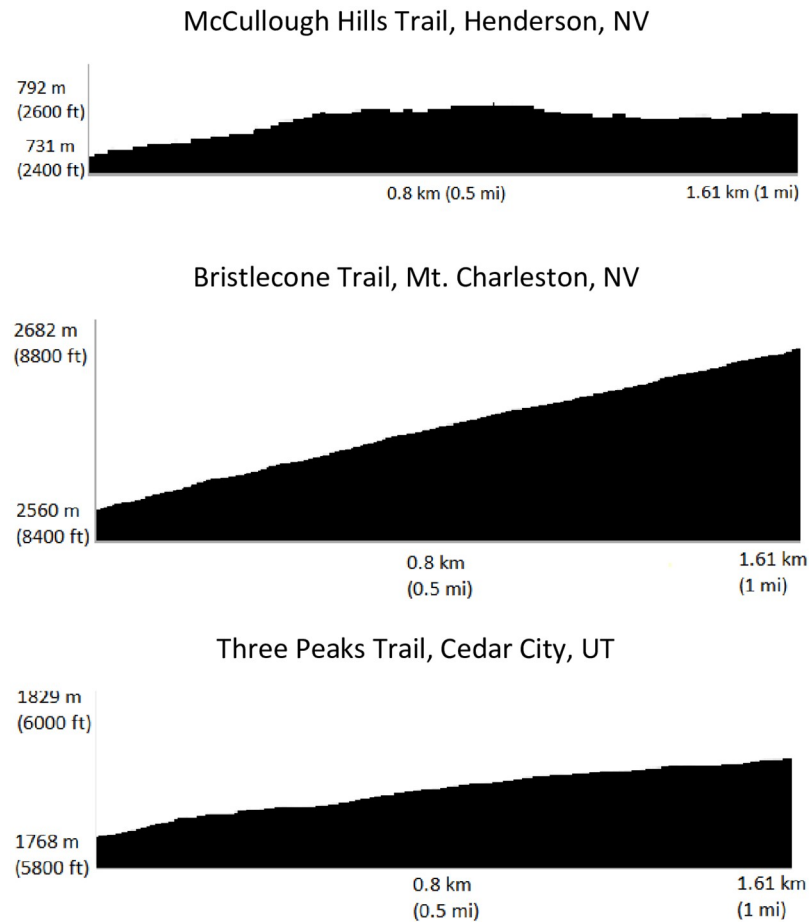 McCullough Hills Trail, Henderson, NV
792 m
(2600 ft)
731 m
(2400 ft)
0.8 km (0.5 mi)
1.61 km (1 mi)
Bristlecone Trail, Mt. Charleston, NV
2682 m
(8800 ft)
2560 m
(8400 ft)
0.8 km
(0.5 mi)
1.61 km
(1 mi)
Three Peaks Trail, Cedar City, UT
1829 m
(6000 ft)
1768 m
(5800 ft)
0.8 km
(0.5 mi)
1.61 km
(1 mi)